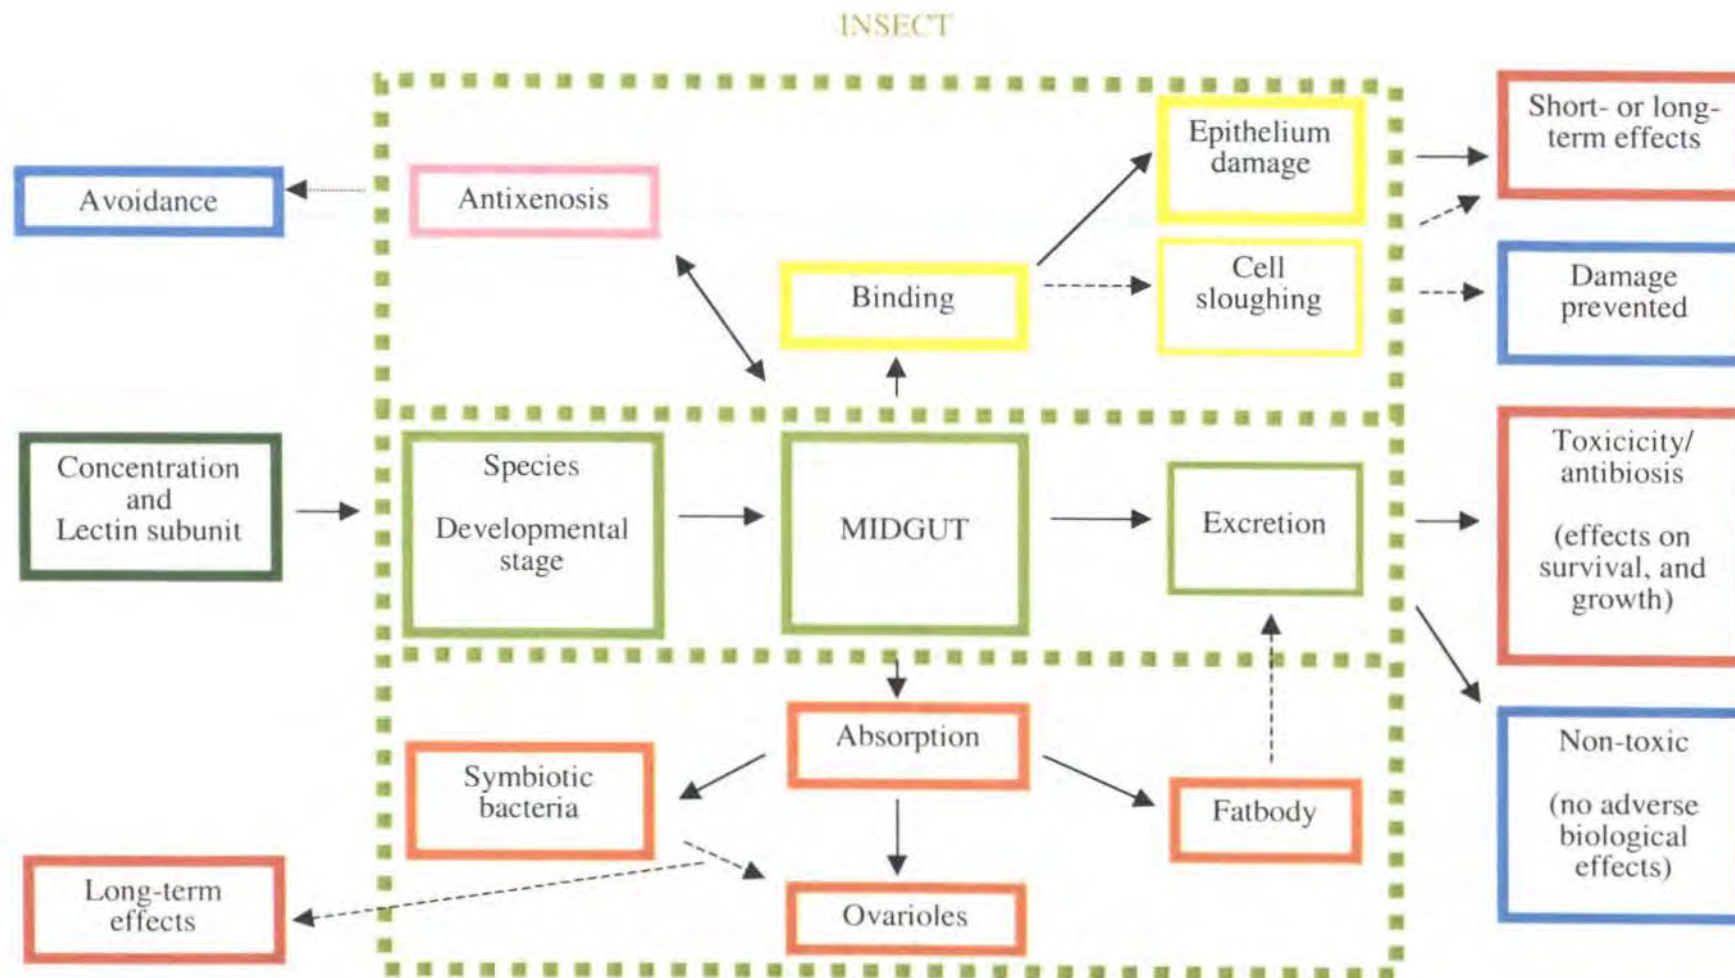 INSECT
Avoidance
Antixenosis
Binding
Epithelium
damage
Cell
sloughing
Short- or long-
term effects
Damage
prevented
Concentration
and
Lectin subunit
Species
Developmental
stage
MIDGUT
Excretion
Toxicicity/
antibiosis
(effects on
survival, and
growth)
Symbiotic
bacteria
Absorption
Fatbody
Non-toxic
(no adverse
biological
effects)
Long-term
effects
Ovarioles